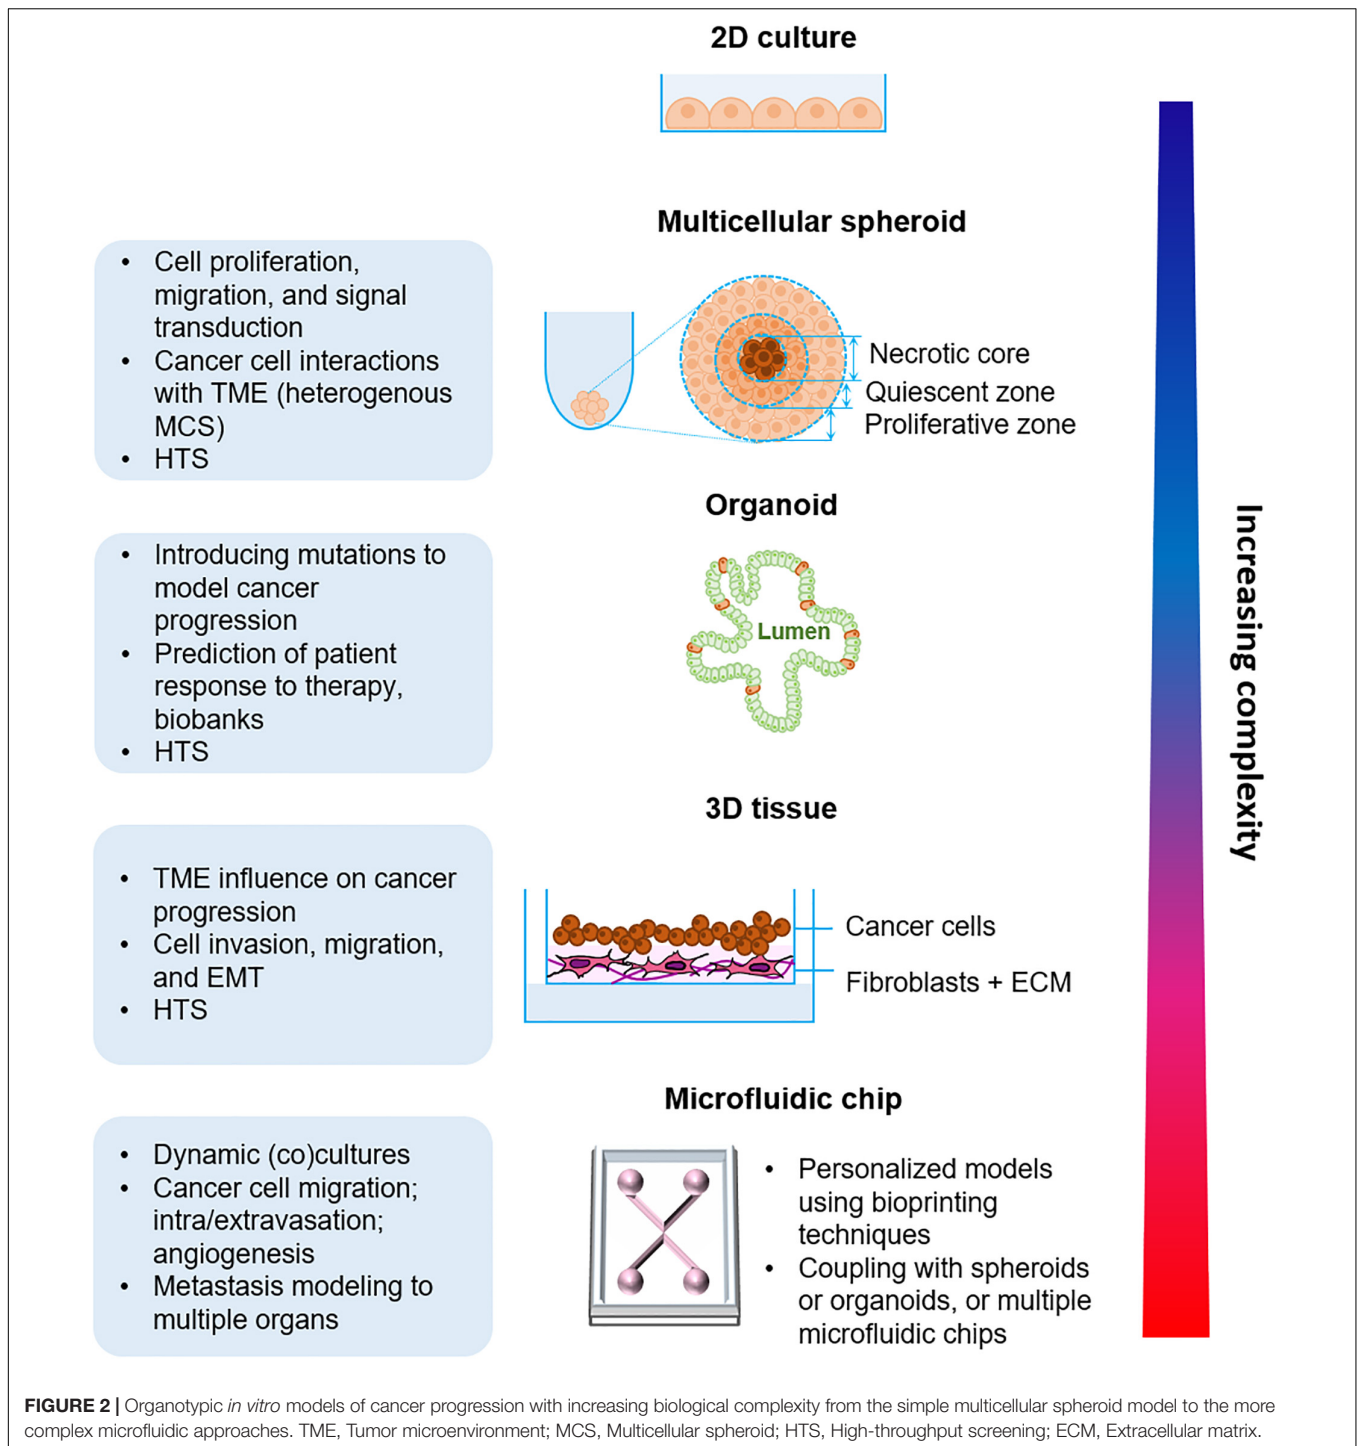 2D culture
Multicellular spheroid
• Cell proliferation,
migration, and signal
transduction
• Cancer cell interactions
with TME (heterogenous
MCS)
• HTS
Necrotic core
Quiescent zone
Proliferative zone
Organoid
• Introducing mutations to
model cancer
progression
• Prediction of patient
response to therapy,
biobanks
• HTS
Lumen
3D tissue
• TME influence on cancer
progression
• Cell invasion, migration,
and EMT
• HTS
Cancer cells
Fibroblasts + ECM
Microfluidic chip
• Dynamic (co)cultures
• Cancer cell migration;
intra/extravasation;
angiogenesis
• Metastasis modeling to
multiple organs
• Personalized models
using bioprinting
techniques
• Coupling with spheroids
or organoids, or multiple
microfluidic chips
Increasing complexity
FIGURE 2 | Organotypic in vitro models of cancer progression with increasing biological complexity from the simple multicellular spheroid model to the more
complex microfluidic approaches. TME, Tumor microenvironment; MCS, Multicellular spheroid; HTS, High-throughput screening; ECM, Extracellular matrix.